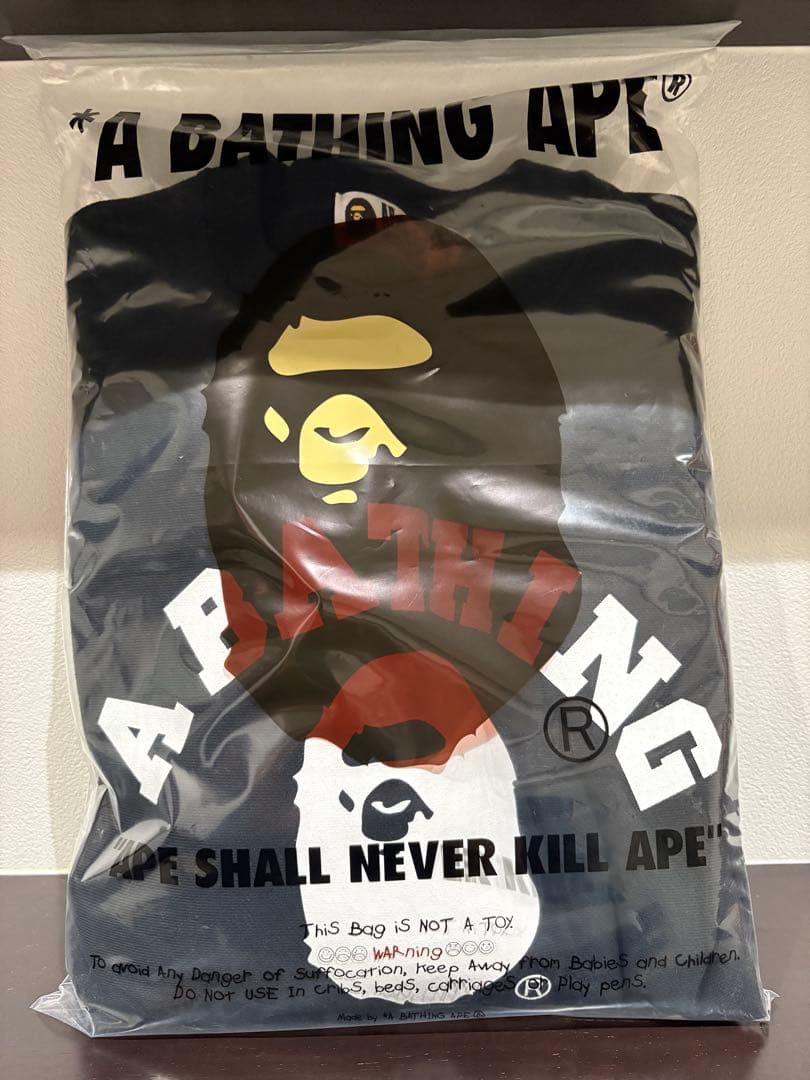 *A BATHING APE®
A BATHING
®
"APE SHALL NEVER KILL APE"
This Bag is NOT A TOY.
WARning
To avoid Any Danger of Suffocation, Keep Away from Babies and Children.
Do NOT USE In cribS, bedS, carriageS or Play penS.
Made by *A BATHING APE®